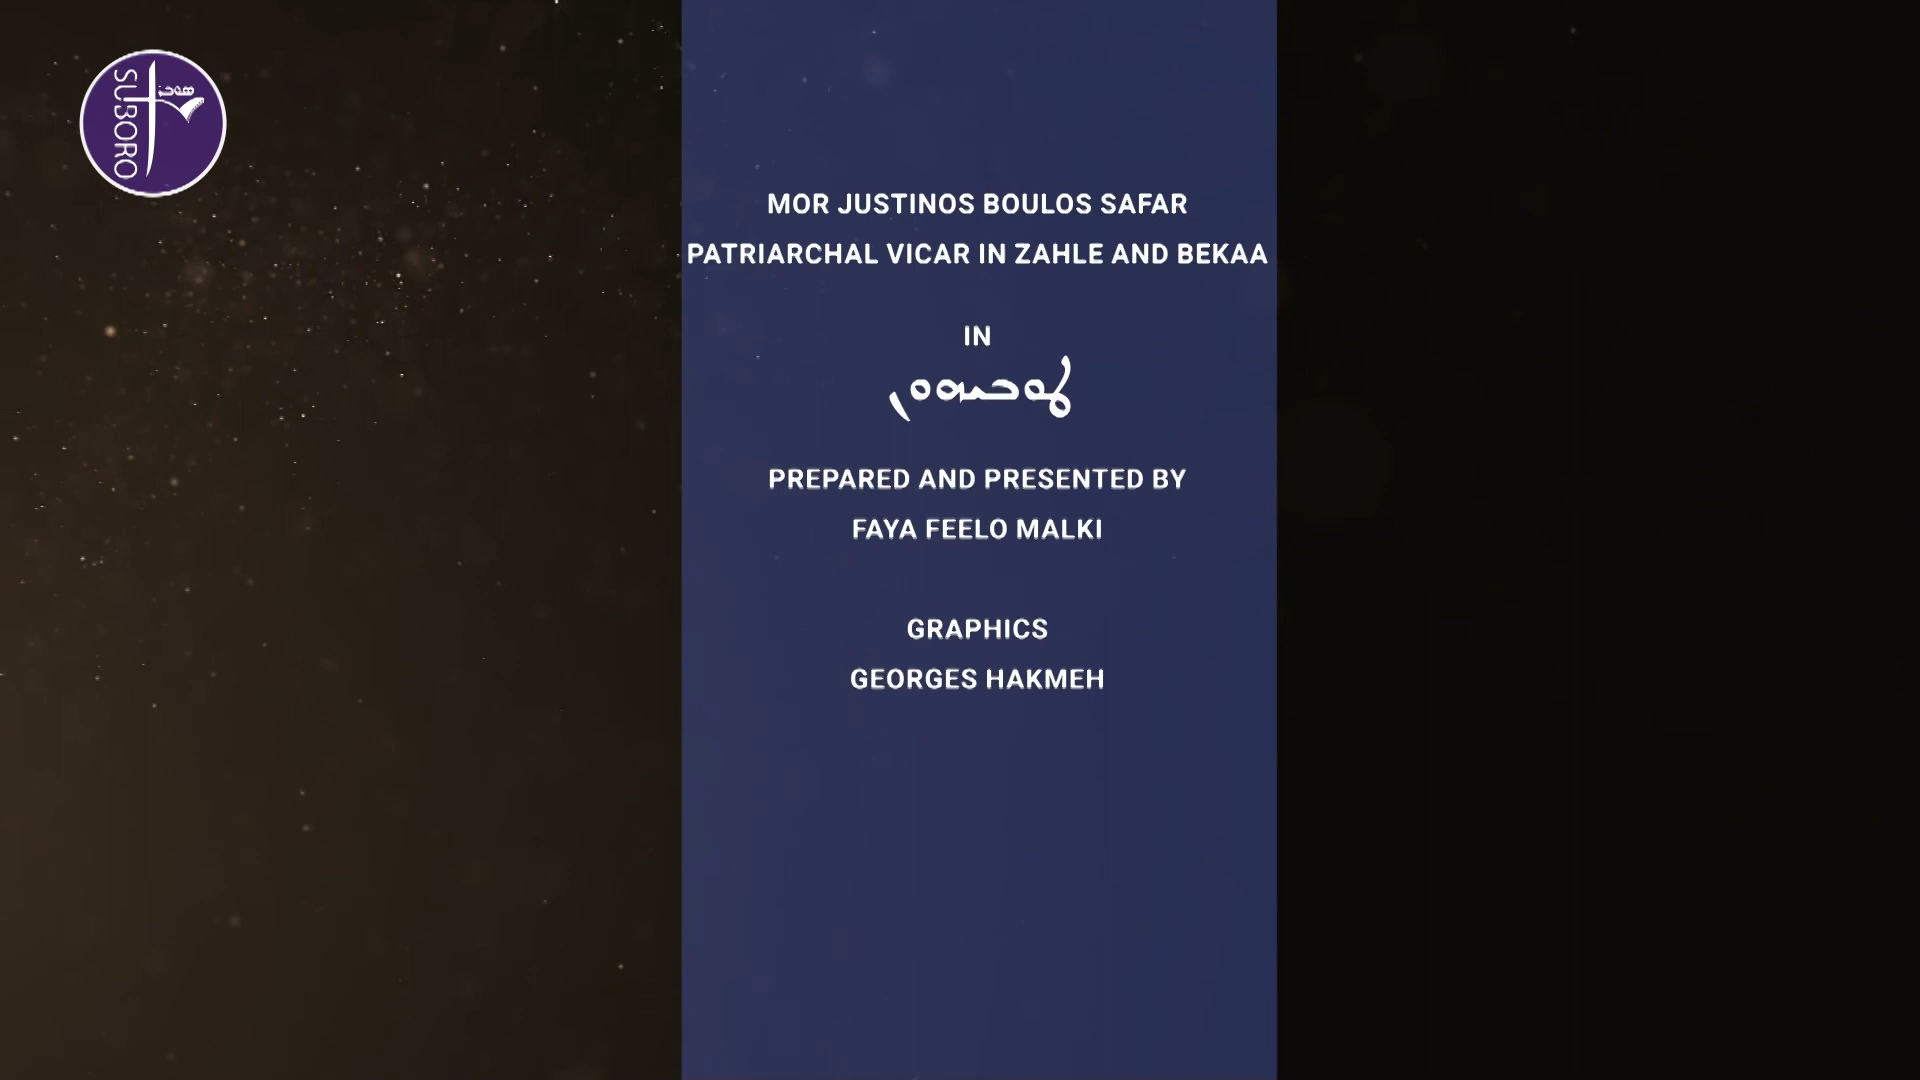 SUBORO
MOR JUSTINOS BOULOS SAFAR
PATRIARCHAL VICAR IN ZAHLE AND BEKAA
IN
ܛܘܒܝܗܘܢ
PREPARED AND PRESENTED BY
FAYA FEELO MALKI
GRAPHICS
GEORGES HAKMEH